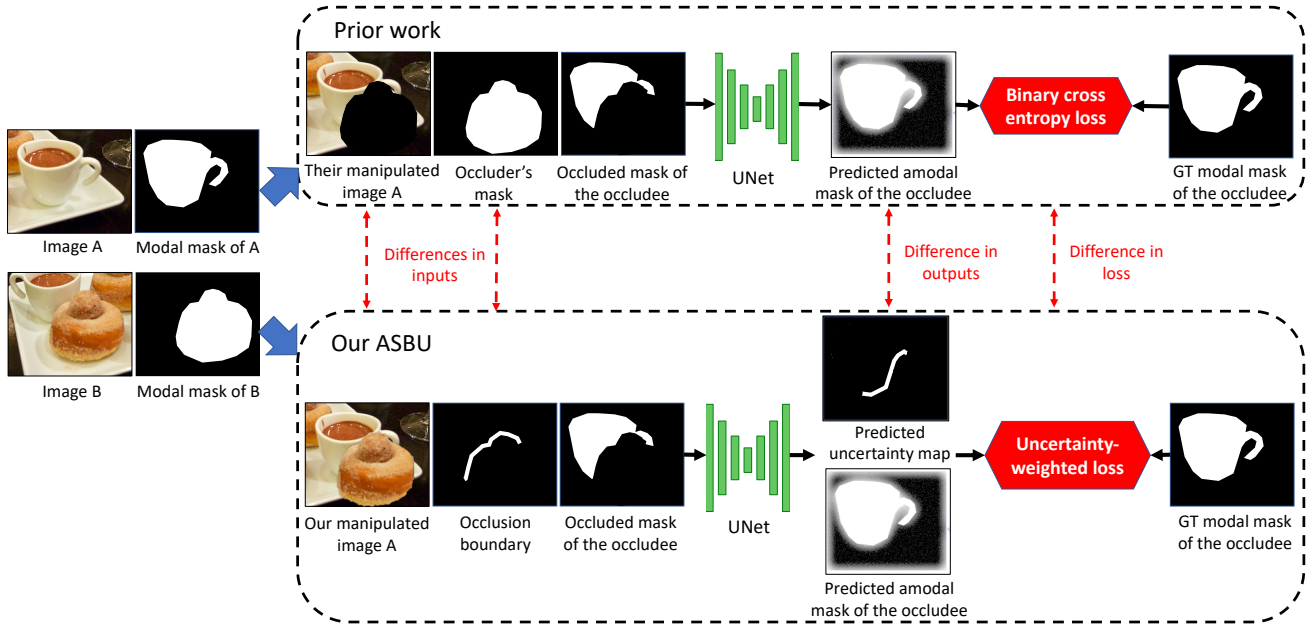 Prior work
Their manipulated
image A
Occluder's
mask
Occluded mask of
the occludee
UNet
Predicted amodal
mask of the occludee
Binary cross
entropy loss
GT modal mask
of the occludee
Image A
Modal mask of A
Differences in
inputs
Difference in
outputs
Difference in
loss
Image B
Modal mask of B
Our ASBU
Our manipulated
image A
Occlusion
boundary
Occluded mask
of the occludee
UNet
Predicted
uncertainty map
Predicted amodal
mask of the occludee
Uncertainty-
weighted loss
GT modal mask
of the occludee